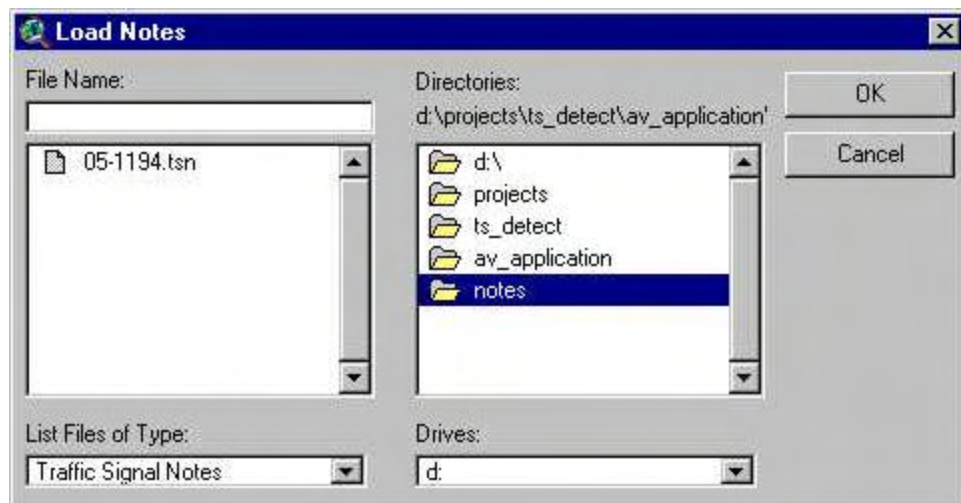 Load Notes
File Name:
05-1194.tsn
List Files of Type:
Traffic Signal Notes
Directories:
d:\projects\ts_detect\av_application'
d:\
projects
ts_detect
av_application
notes
Drives:
d:
OK
Cancel